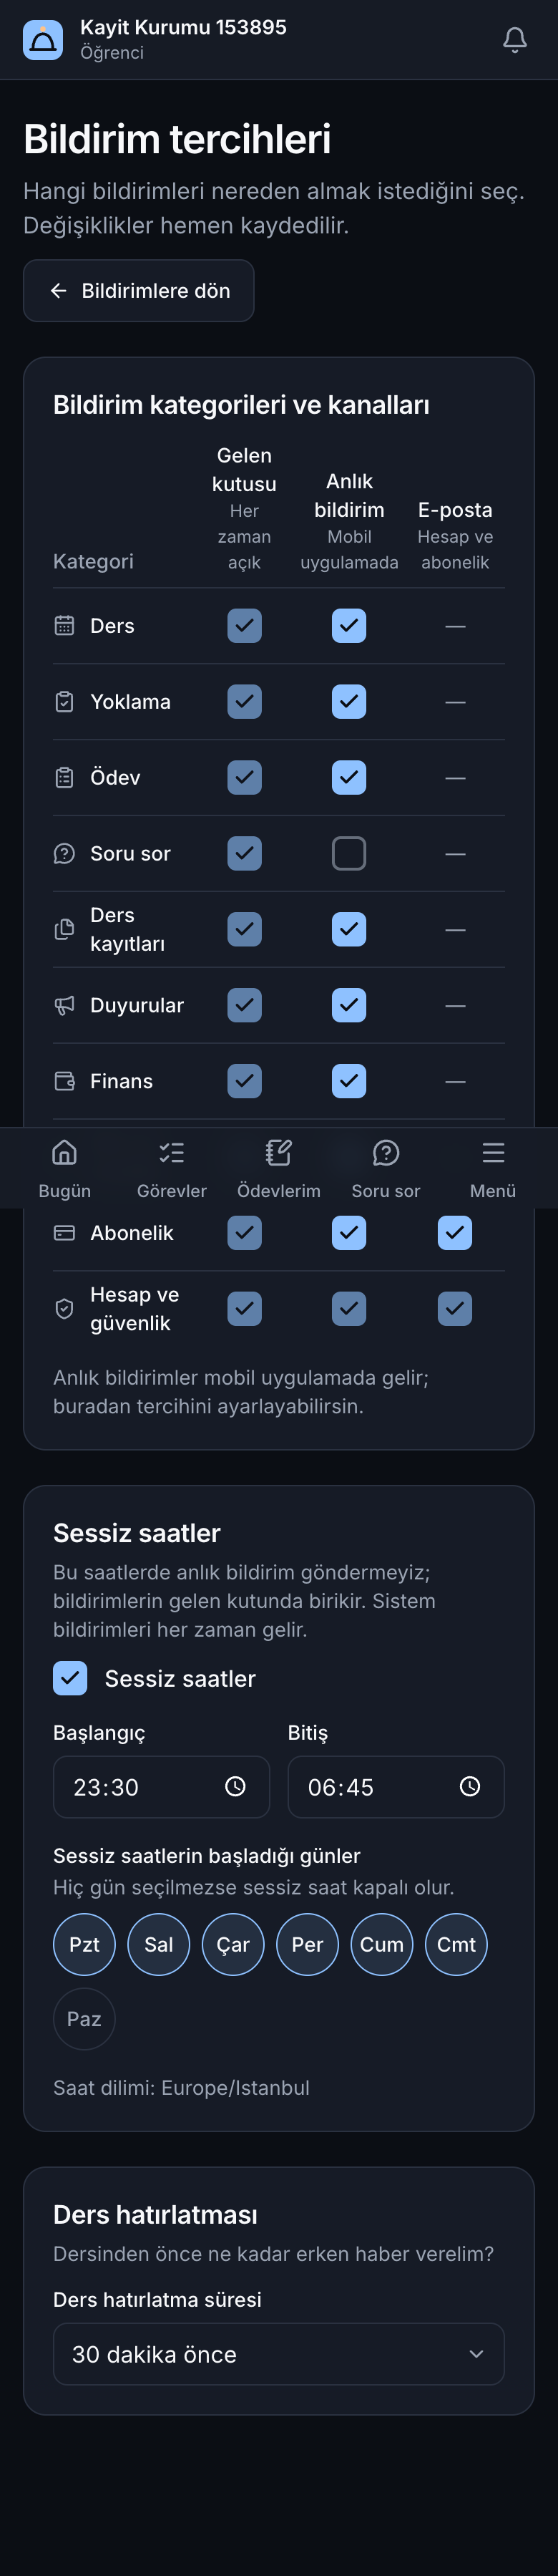 Kayit Kurumu 153895
Öğrenci
Bildirim tercihleri
Hangi bildirimleri nereden almak istediğini seç.
Değişiklikler hemen kaydedilir.
Bildirimlere dön
Bildirim kategorileri ve kanalları
Kategori
Gelen
kutusu
Her
zaman
açık
Anlık
bildirim
Mobil
uygulamada
E-posta
Hesap ve
abonelik
Ders
—
Yoklama
—
Ödev
—
Soru sor
—
Ders
kayıtları
—
Duyurular
—
Finans
—
Bugün
Görevler
Ödevlerim
Soru sor
Menü
Abonelik
Hesap ve
güvenlik
Anlık bildirimler mobil uygulamada gelir;
buradan tercihini ayarlayabilirsin.
Sessiz saatler
Bu saatlerde anlık bildirim göndermeyiz;
bildirimlerin gelen kutunda birikir. Sistem
bildirimleri her zaman gelir.
Sessiz saatler
Başlangıç
Bitiş
23:30
06:45
Sessiz saatlerin başladığı günler
Hiç gün seçilmezse sessiz saat kapalı olur.
Pzt
Sal
Çar
Per
Cum
Cmt
Paz
Saat dilimi: Europe/Istanbul
Ders hatırlatması
Dersinden önce ne kadar erken haber verelim?
Ders hatırlatma süresi
30 dakika önce